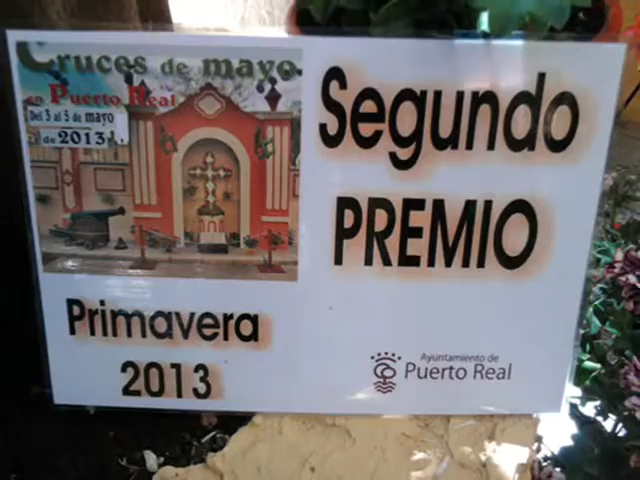 Cruces de mayo
en Puerto Real
Del 3 al 5 de mayo
de 2013
Segundo
PREMIO
Primavera
2013
Ayuntamiento de
Puerto Real